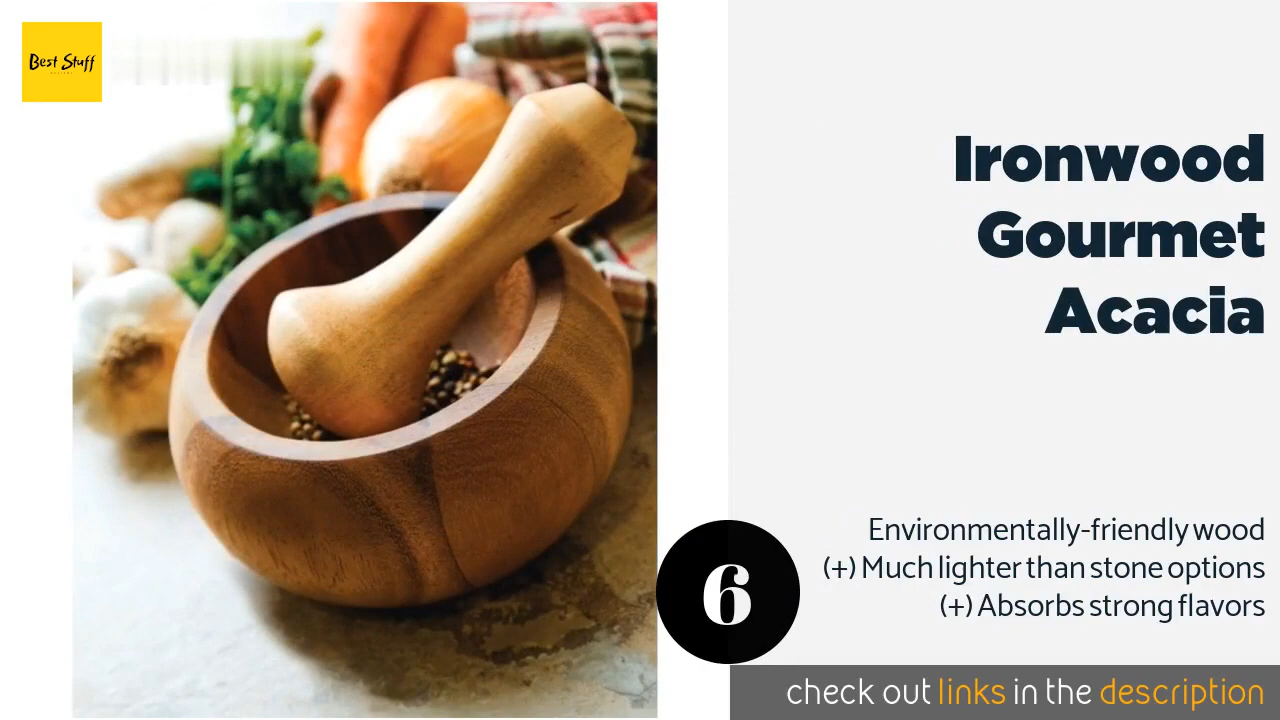 Best Stuff
Ironwood
Gourmet
Acacia
Environmentally-friendly wood
(+) Much lighter than stone options
(+) Absorbs strong flavors
6
check out links in the description